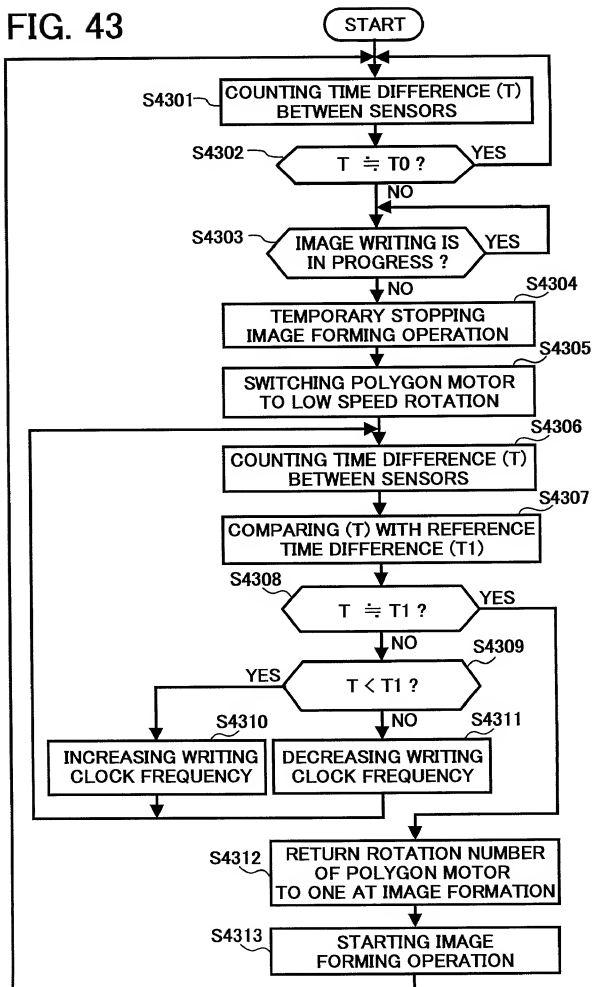 FIG. 43
START
S4301
COUNTING TIME DIFFERENCE (T)
BETWEEN SENSORS
S4302
T ≒ T0 ?
YES
NO
S4303
IMAGE WRITING IS
IN PROGRESS ?
YES
NO
S4304
TEMPORARY STOPPING
IMAGE FORMING OPERATION
S4305
SWITCHING POLYGON MOTOR
TO LOW SPEED ROTATION
S4306
COUNTING TIME DIFFERENCE (T)
BETWEEN SENSORS
S4307
COMPARING (T) WITH REFERENCE
TIME DIFFERENCE (T1)
S4308
T ≒ T1 ?
YES
NO
S4309
T < T1 ?
YES
NO
S4310
INCREASING WRITING
CLOCK FREQUENCY
S4311
DECREASING WRITING
CLOCK FREQUENCY
S4312
RETURN ROTATION NUMBER
OF POLYGON MOTOR
TO ONE AT IMAGE FORMATION
S4313
STARTING IMAGE
FORMING OPERATION